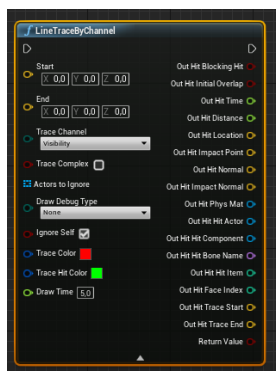 LineTraceByChannel
Start
X 0,0 Y 0,0 Z 0,0
End
X 0,0 Y 0,0 Z 0,0
Trace Channel
Visibility
Trace Complex
Actors to Ignore
Draw Debug Type
None
Ignore Self
Trace Color
Trace Hit Color
Draw Time 5,0
Out Hit Blocking Hit
Out Hit Initial Overlap
Out Hit Time
Out Hit Distance
Out Hit Location
Out Hit Impact Point
Out Hit Normal
Out Hit Impact Normal
Out Hit Phys Mat
Out Hit Hit Actor
Out Hit Hit Component
Out Hit Hit Bone Name
Out Hit Hit Item
Out Hit Face Index
Out Hit Trace Start
Out Hit Trace End
Return Value